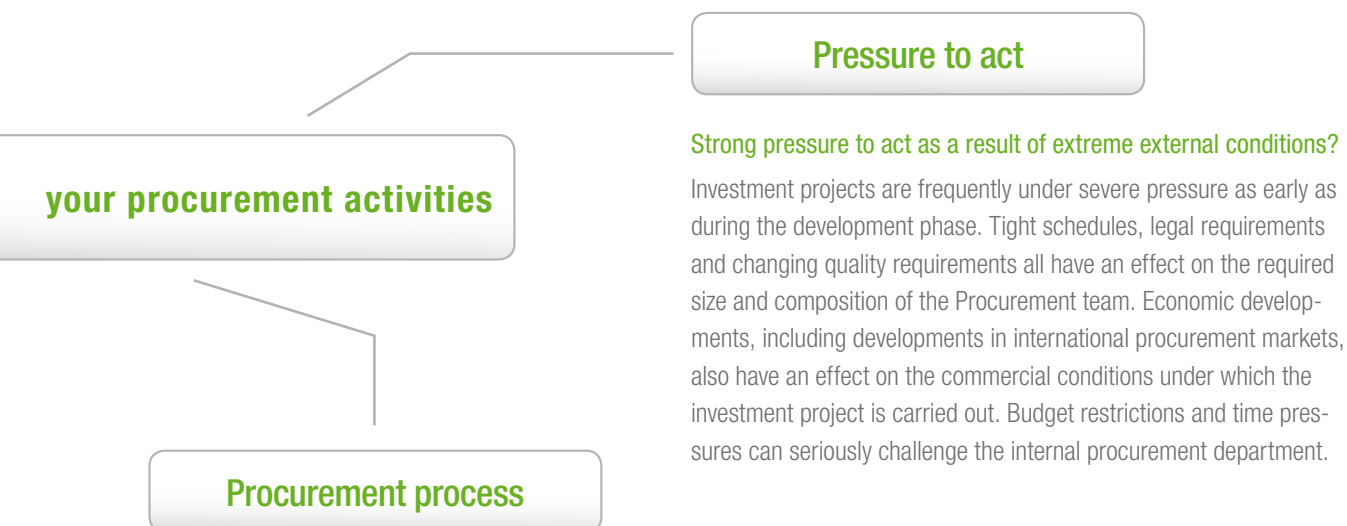 Pressure to act
Strong pressure to act as a result of extreme external conditions?
your procurement activities
Investment projects are frequently under severe pressure as early as
during the development phase. Tight schedules, legal requirements
and changing quality requirements all have an effect on the required
size and composition of the Procurement team. Economic develop-
ments, including developments in international procurement markets,
also have an effect on the commercial conditions under which the
investment project is carried out. Budget restrictions and time pres-
sures can seriously challenge the internal procurement department.
Procurement process